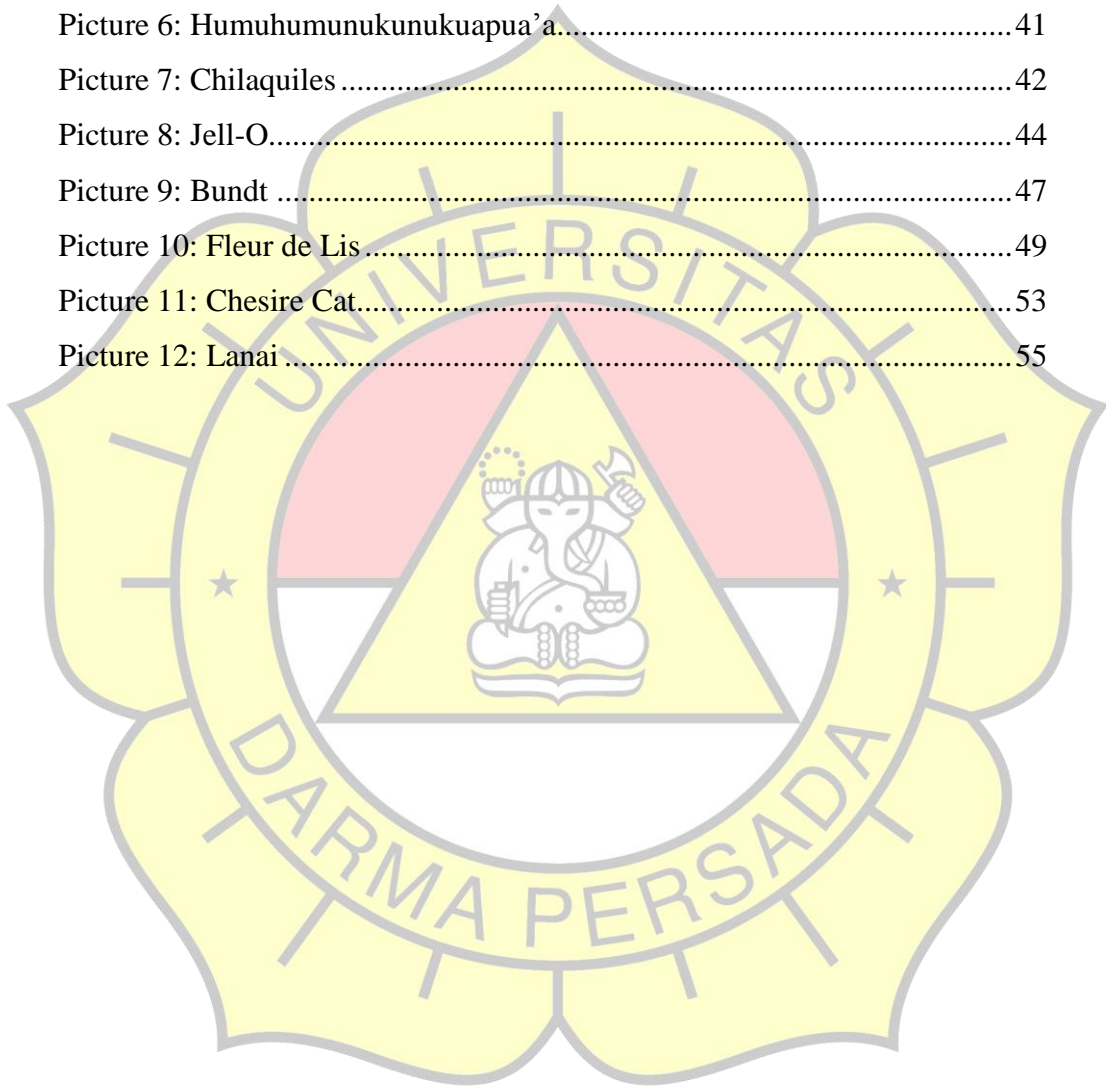 Picture 6: Humuhumunukunukuapua’a.................................................41
Picture 7: Chilaquiles.................................................42
Picture 8: Jell-O.................................................44
Picture 9: Bundt .................................................47
Picture 10: Fleur de Lis.................................................49
Picture 11: Chesire Cat.................................................53
Picture 12: Lanai.................................................55
UNIVERSITAS
DARMA PERSADA